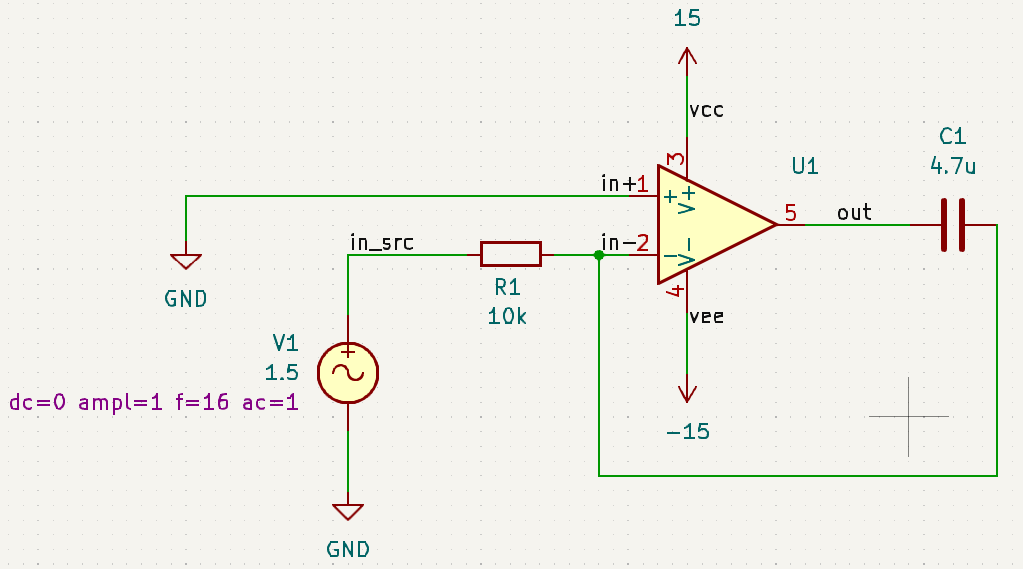 15
vcc
C1
4.7u
3
U1
in+
1
+
V+
5
out
in_src
in-
2
-
V-
GND
R1
10k
4
vee
V1
1.5
+
dc=0 ampl=1 f=16 ac=1
-15
GND